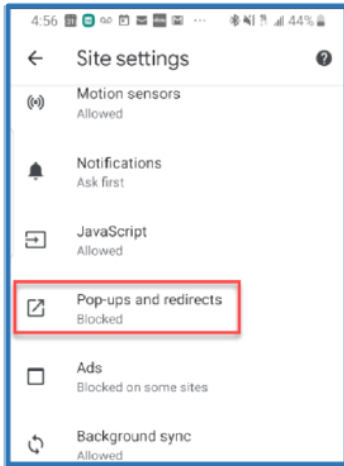 4:56 44%
Site settings
Motion sensors
Allowed
Notifications
Ask first
JavaScript
Allowed
Pop-ups and redirects
Blocked
Ads
Blocked on some sites
Background sync
Allowed